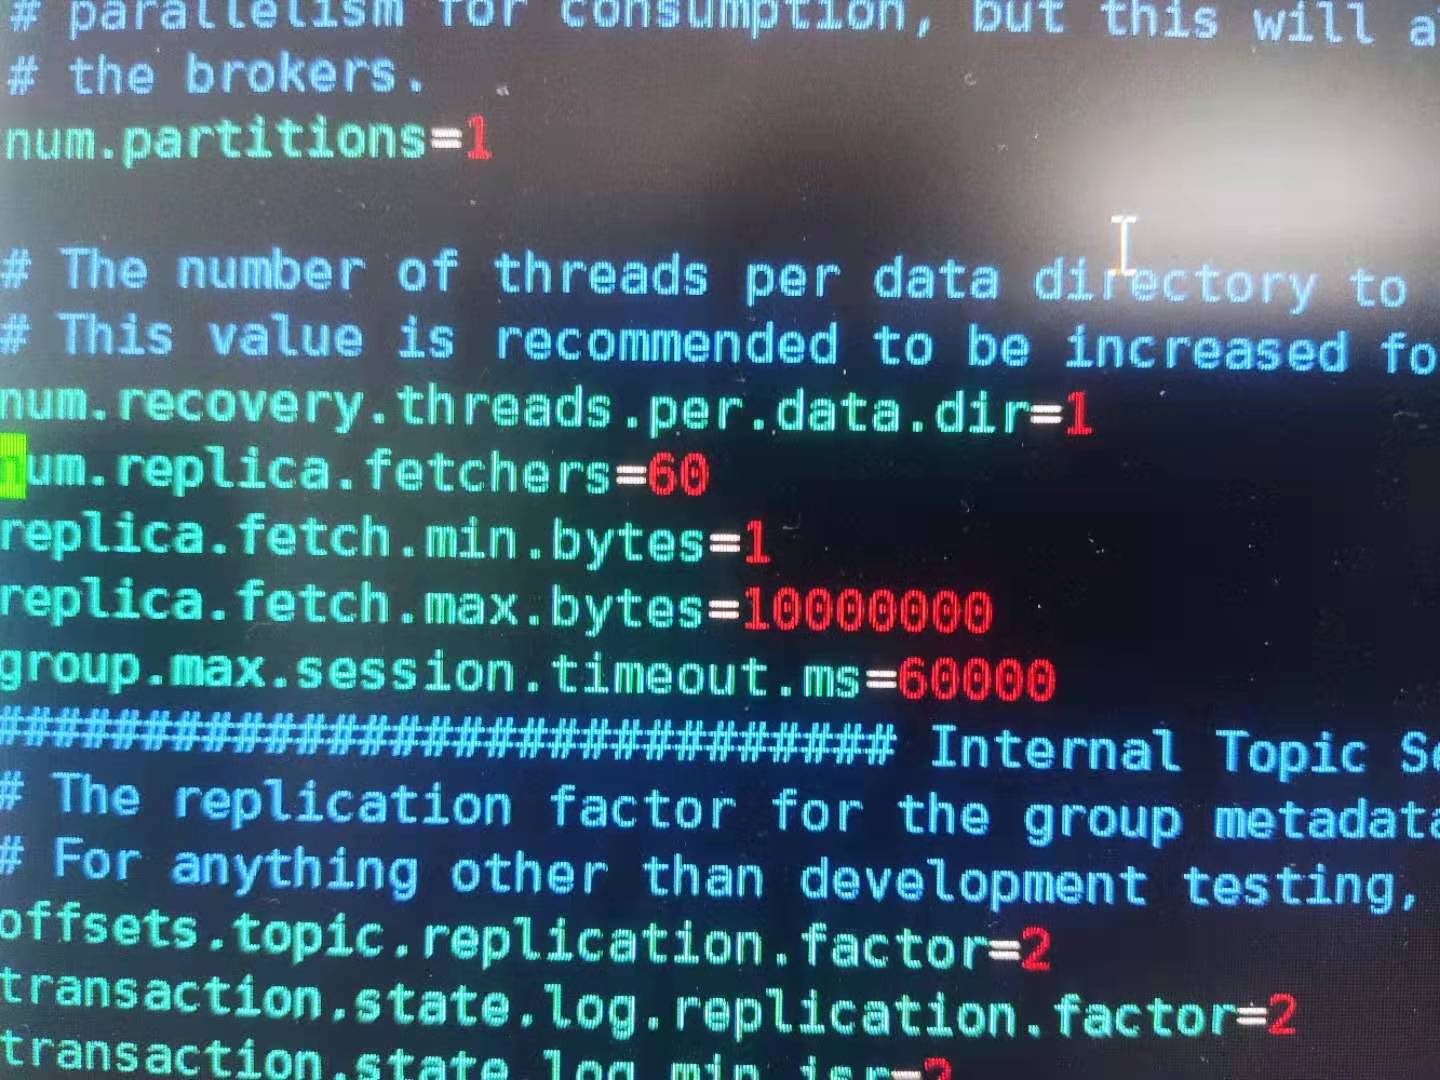 # parallelism for consumption, but this will a
# the brokers.
num.partitions=1
# The number of threads per data directory to
# This value is recommended to be increased fo
num.recovery.threads.per.data.dir=1
num.replica.fetchers=60
replica.fetch.min.bytes=1
replica.fetch.max.bytes=10000000
group.max.session.timeout.ms=60000
############################# Internal Topic Se
# The replication factor for the group metadata
# For anything other than development testing,
offsets.topic.replication.factor=2
transaction.state.log.replication.factor=2
transaction.state.log.min.isr=2